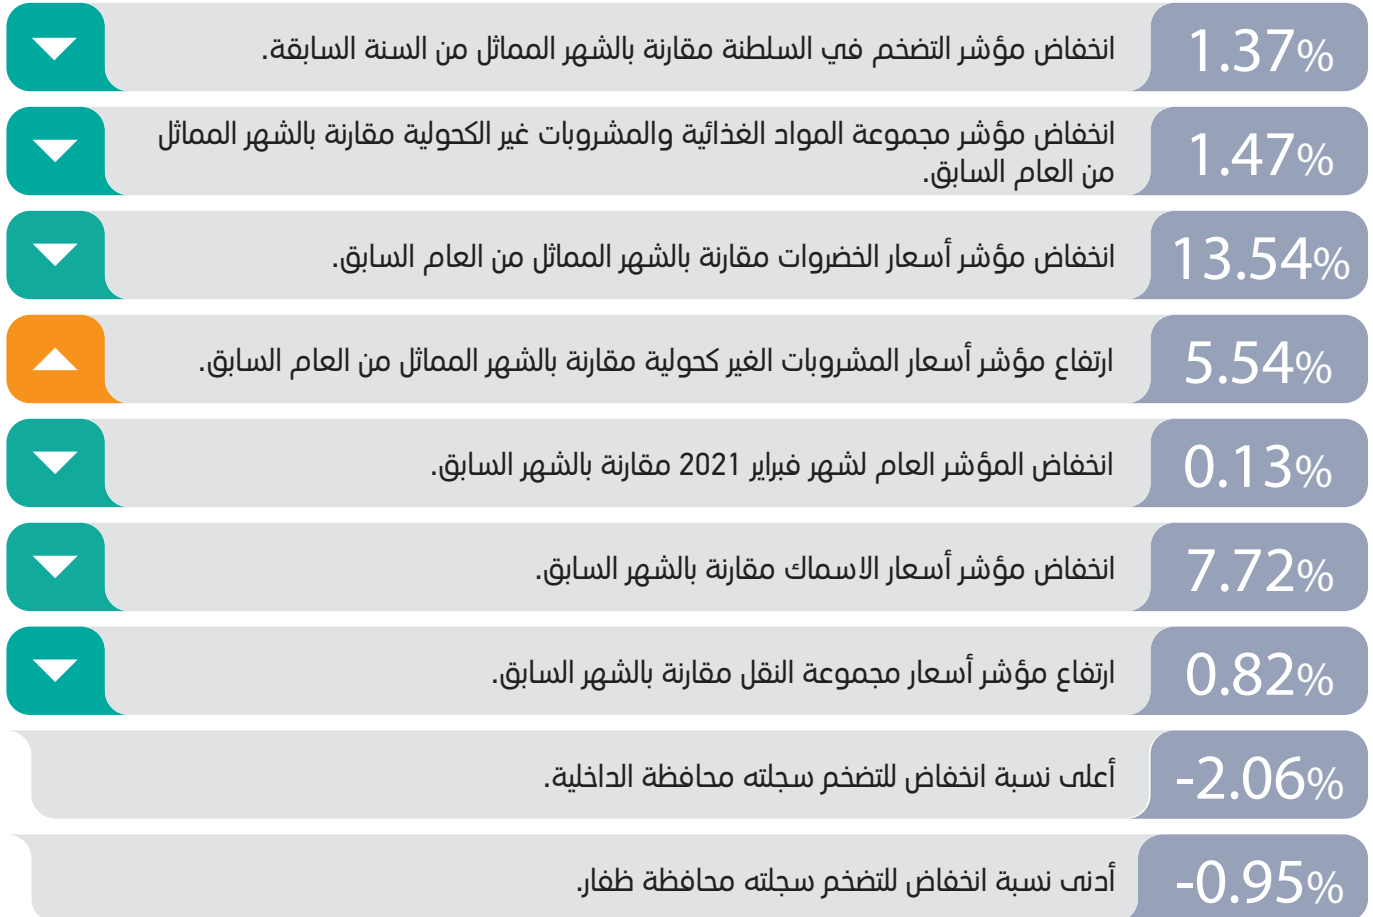 1.37%
انخفاض مؤشر التضخم في السلطنة مقارنة بالشهر المماثل من السنة السابقة.
1.47%
انخفاض مؤشر مجموعة المواد الغذائية والمشروبات غير الكحولية مقارنة بالشهر المماثل
من العام السابق.
13.54%
انخفاض مؤشر أسعار الخضروات مقارنة بالشهر المماثل من العام السابق.
5.54%
ارتفاع مؤشر أسعار المشروبات الغير كحولية مقارنة بالشهر المماثل من العام السابق.
0.13%
انخفاض المؤشر العام لشهر فبراير 2021 مقارنة بالشهر السابق.
7.72%
انخفاض مؤشر أسعار الاسماك مقارنة بالشهر السابق.
0.82%
ارتفاع مؤشر أسعار مجموعة النقل مقارنة بالشهر السابق.
-2.06%
أعلى نسبة انخفاض للتضخم سجلته محافظة الداخلية.
-0.95%
أدنى نسبة انخفاض للتضخم سجلته محافظة ظفار.